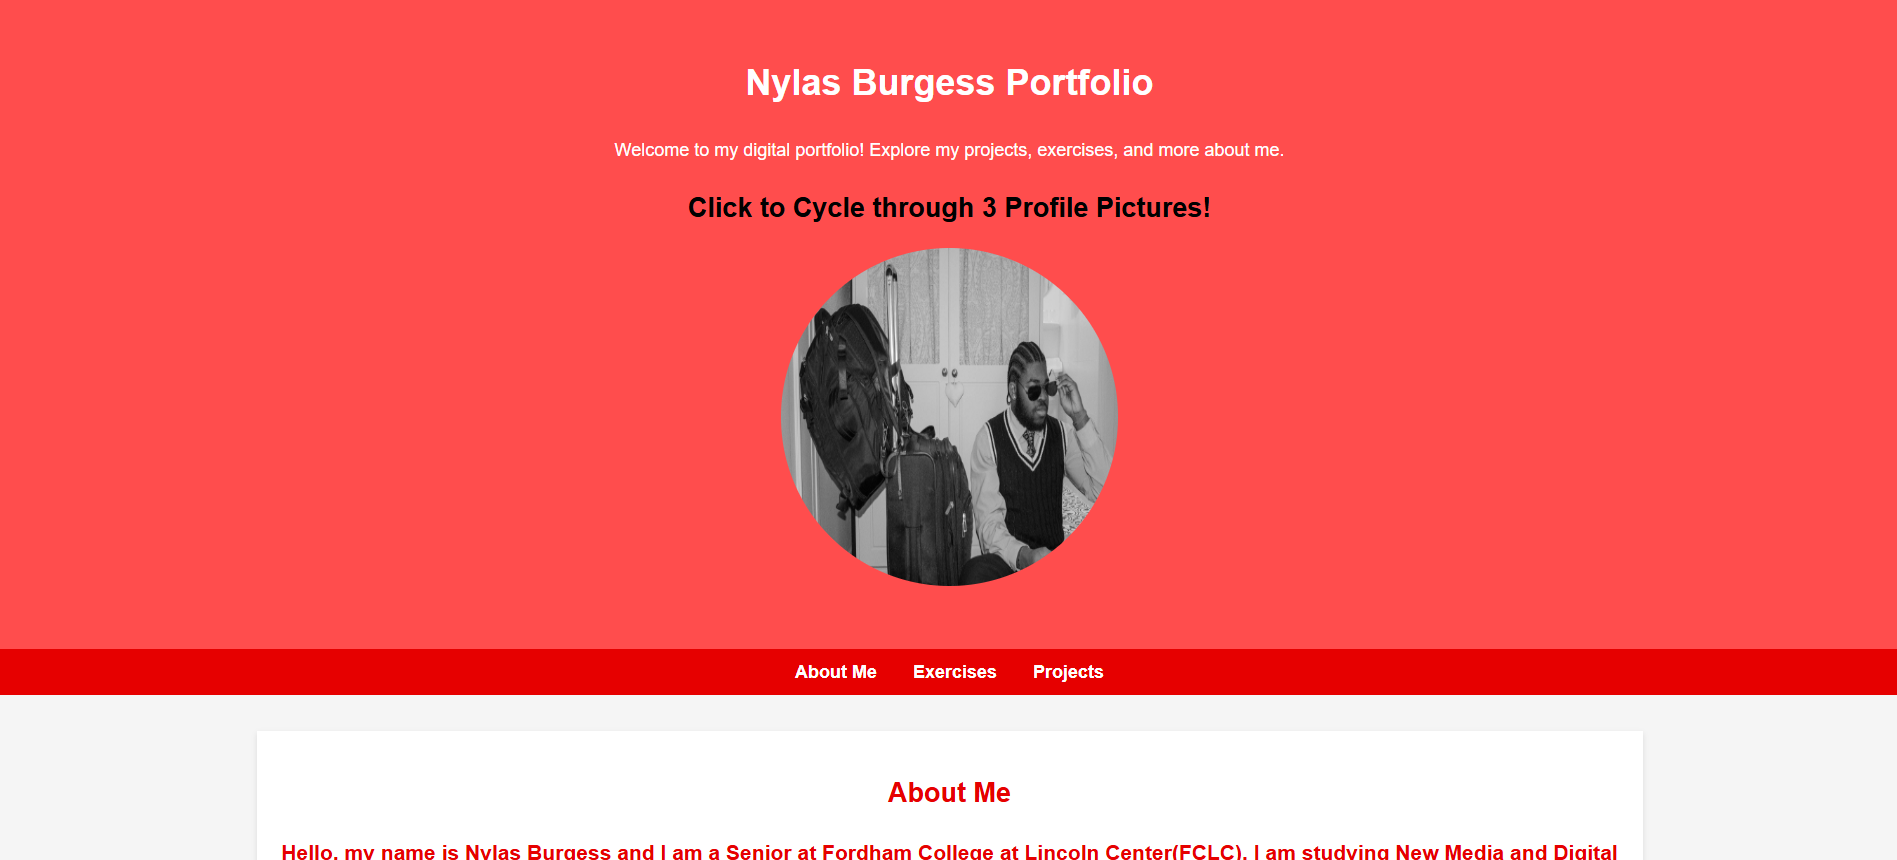 Nylas Burgess Portfolio
Welcome to my digital portfolio! Explore my projects, exercises, and more about me.
Click to Cycle through 3 Profile Pictures!
About Me Exercises Projects
About Me
Hello, my name is Nylas Burgess and I am a Senior at Fordham College at Lincoln Center(FCLC). I am studying New Media and Digital